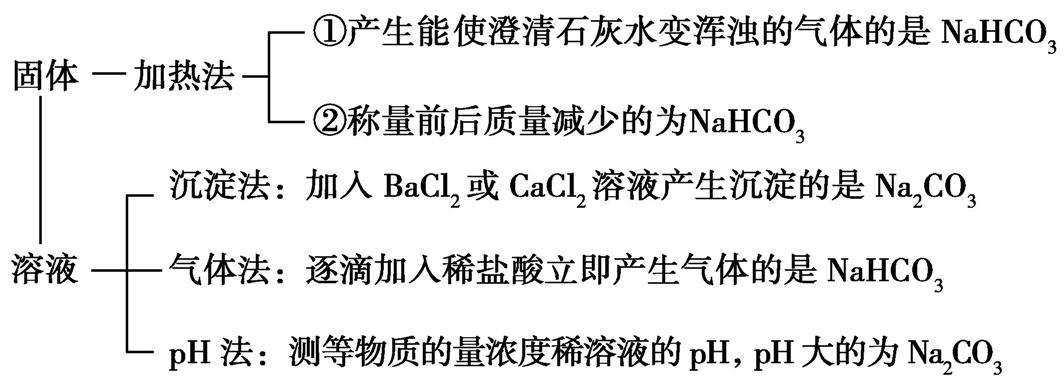 ①产生能使澄清石灰水变浑浊的气体的是 NaHCO₃
固体 加热法
②称量前后质量减少的为NaHCO₃
沉淀法：加入 BaCl₂ 或 CaCl₂ 溶液产生沉淀的是 Na₂CO₃
溶液 气体法：逐滴加入稀盐酸立即产生气体的是 NaHCO₃
pH 法：测等物质的量浓度稀溶液的 pH, pH 大的为 Na₂CO₃